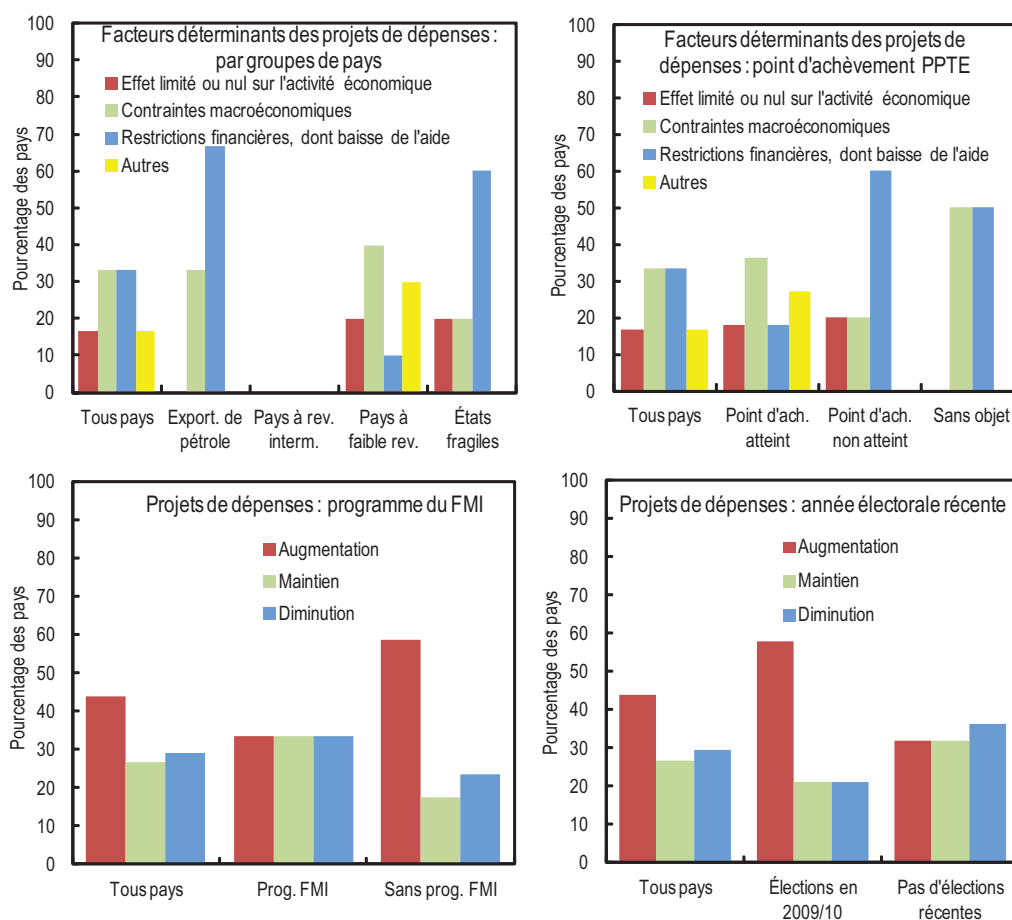 Facteurs déterminants des projets de dépenses :
par groupes de pays
Effet limité ou nul sur l'activité économique
Contraintes macroéconomiques
Restrictions financières, dont baisse de l'aide
Autres
Pourcentage des pays
100
90
80
70
60
50
40
30
20
10
0
Tous pays
Export. de
pétrole
Pays à rev.
interm.
Pays à
faible rev.
États
fragiles
Facteurs déterminants des projets de
dépenses : point d'achèvement PPTE
Effet limité ou nul sur l'activité économique
Contraintes macroéconomiques
Restrictions financières, dont baisse de l'aide
Autres
Pourcentage des pays
100
90
80
70
60
50
40
30
20
10
0
Tous pays
Point d'ach.
atteint
Point d'ach.
non atteint
Sans objet
Projets de dépenses : programme du FMI
Augmentation
Maintien
Diminution
Pourcentage des pays
100
90
80
70
60
50
40
30
20
10
0
Tous pays
Prog. FMI
Sans prog. FMI
Projets de dépenses : année électorale récente
Augmentation
Maintien
Diminution
Pourcentage des pays
100
90
80
70
60
50
40
30
20
10
0
Tous pays
Élections en
2009/10
Pas d'élections
récentes